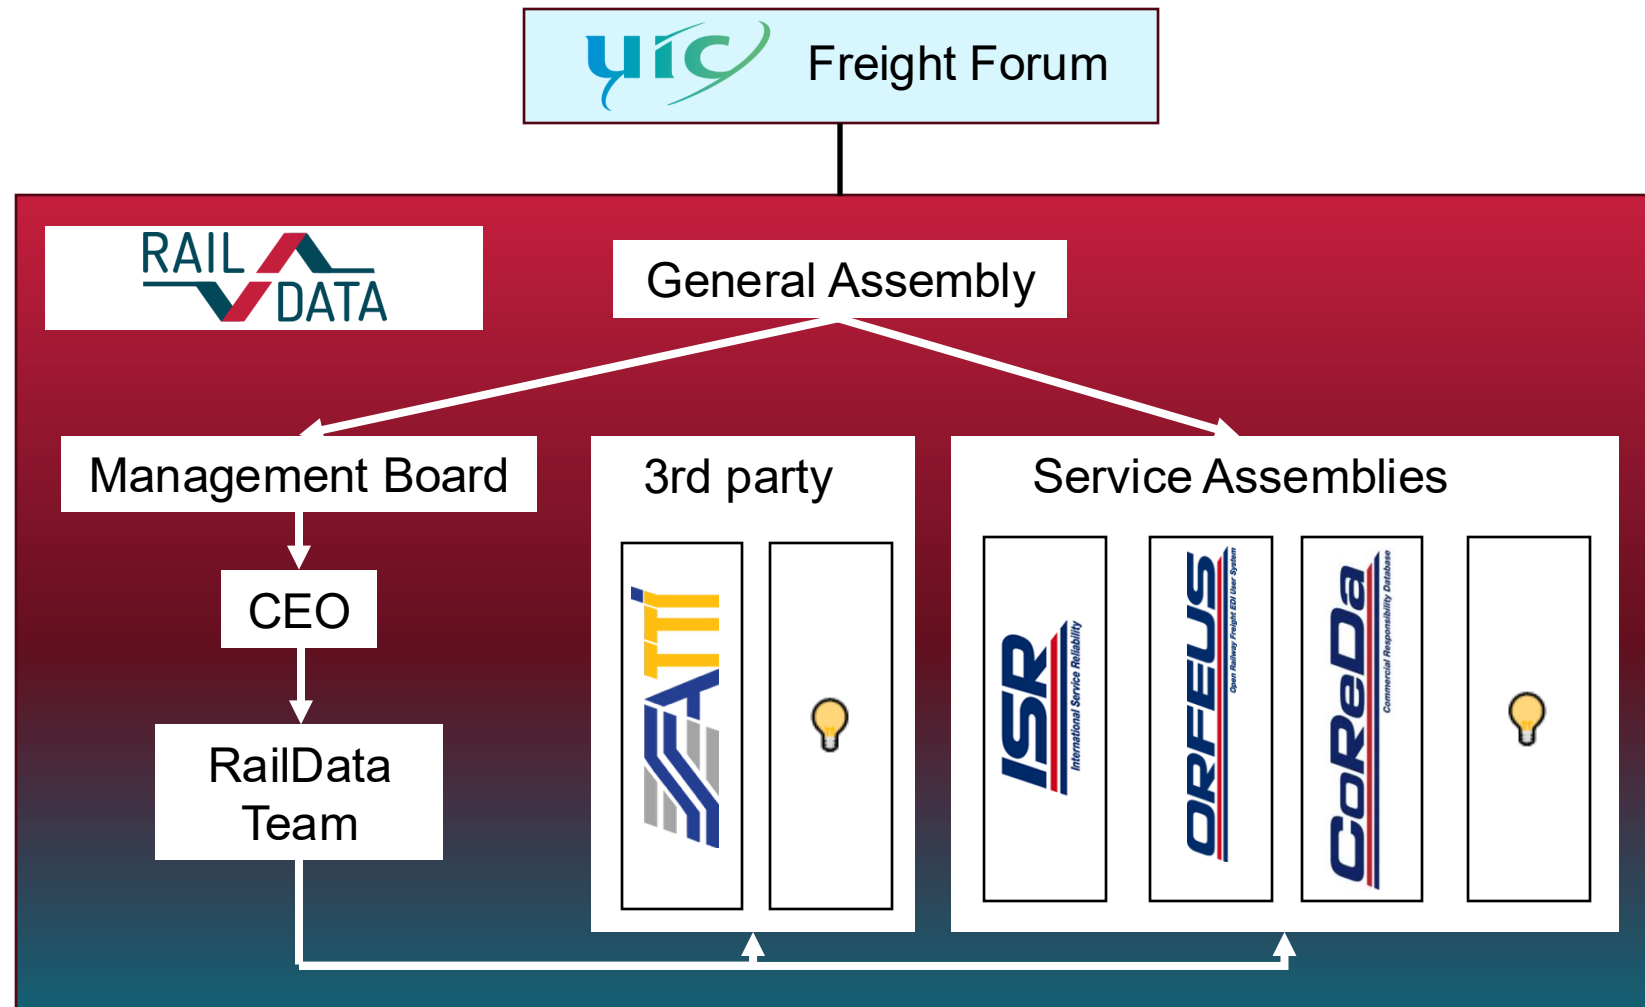 uic Freight Forum
RAIL
DATA
General Assembly
Management Board
3rd party
Service Assemblies
CEO
RailData
Team
ATTI
ISR
International Service Reliability
ORFEUS
Open Railway Freight EDI User System
CoReDa
Commercial Responsibility Database